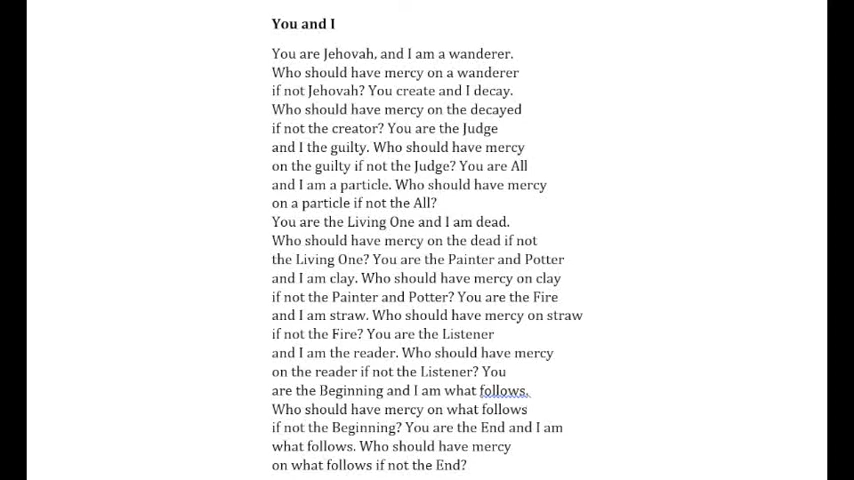 You and I
You are Jehovah, and I am a wanderer.
Who should have mercy on a wanderer
if not Jehovah? You create and I decay.
Who should have mercy on the decayed
if not the creator? You are the Judge
and I the guilty. Who should have mercy
on the guilty if not the Judge? You are All
and I am a particle. Who should have mercy
on a particle if not the All?
You are the Living One and I am dead.
Who should have mercy on the dead if not
the Living One? You are the Painter and Potter
and I am clay. Who should have mercy on clay
if not the Painter and Potter? You are the Fire
and I am straw. Who should have mercy on straw
if not the Fire? You are the Listener
and I am the reader. Who should have mercy
on the reader if not the Listener? You
are the Beginning and I am what follows.
Who should have mercy on what follows
if not the Beginning? You are the End and I am
what follows. Who should have mercy
on what follows if not the End?